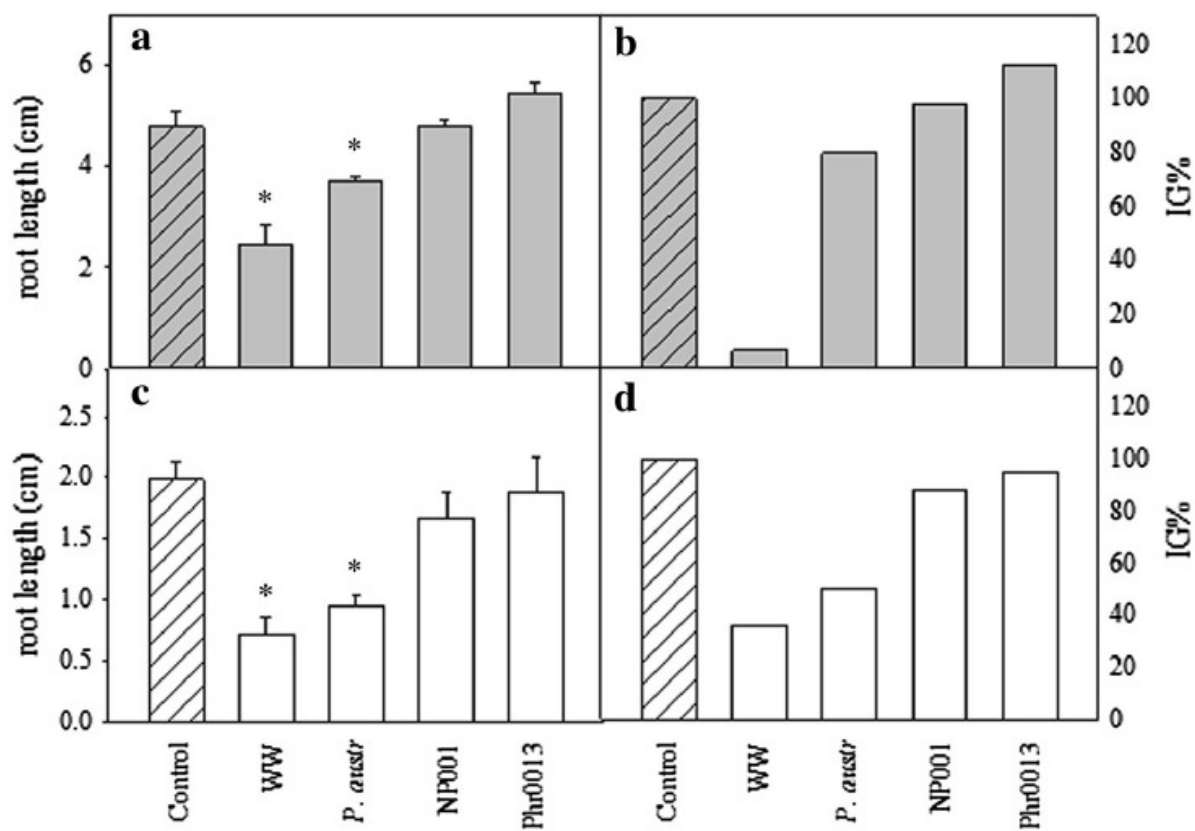 a
b
root length (cm)
6
4
2
0
*
*
120
100
80
60
40
20
0
IG%
c
d
root length (cm)
2.5
2.0
1.5
1.0
0.5
0.0
*
*
120
100
80
60
40
20
0
IG%
Control
WW
P. austr
NP001
Phr0013
Control
WW
P. austr
NP001
Phr0013